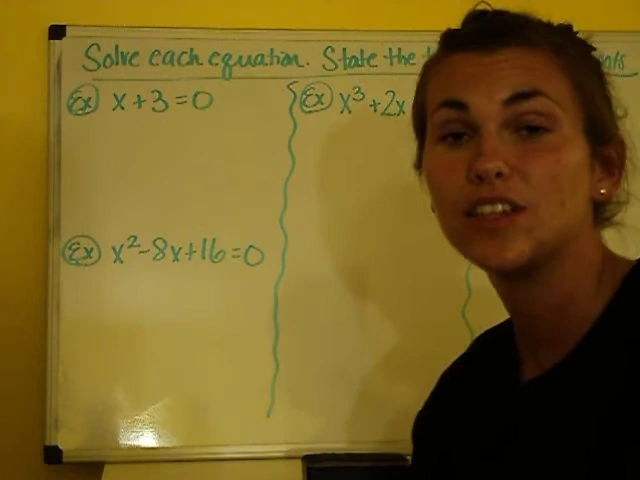 Solve each equation. State the
Ex x+3=0
Ex x³+2x
Ex x²-8x+16=0